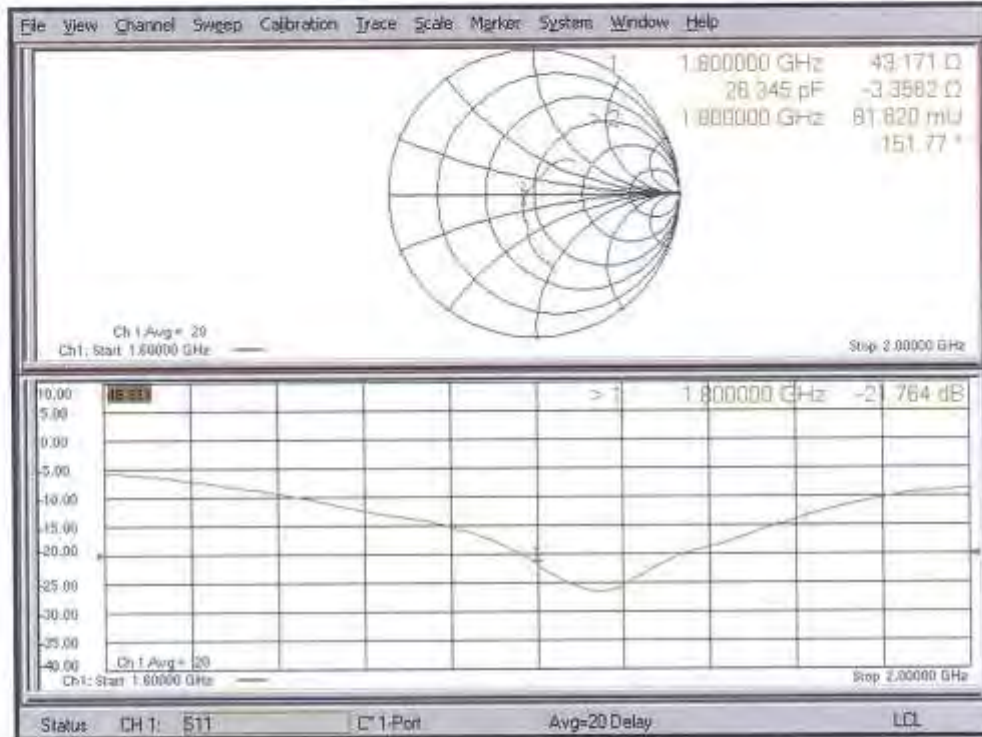 File View Channel Sweep Calibration Trace Scale Marker System Window Help
1 1.800000 GHz 43.171 Ω
26.345 pF -3.3562 Ω
1.800000 GHz 81.620 mU
151.77 °
Ch 1 Avg = 20
Ch1: Start 1.60000 GHz
Stop 2.00000 GHz
> 1 1.800000 GHz -21.764 dB
10.00
5.00
0.00
-5.00
-10.00
-15.00
-20.00
-25.00
-30.00
-35.00
-40.00
Ch 1 Avg = 20
Ch1: Start 1.60000 GHz
Stop 2.00000 GHz
Status CH 1: S11 C* 1-Port Avg=20 Delay LCL